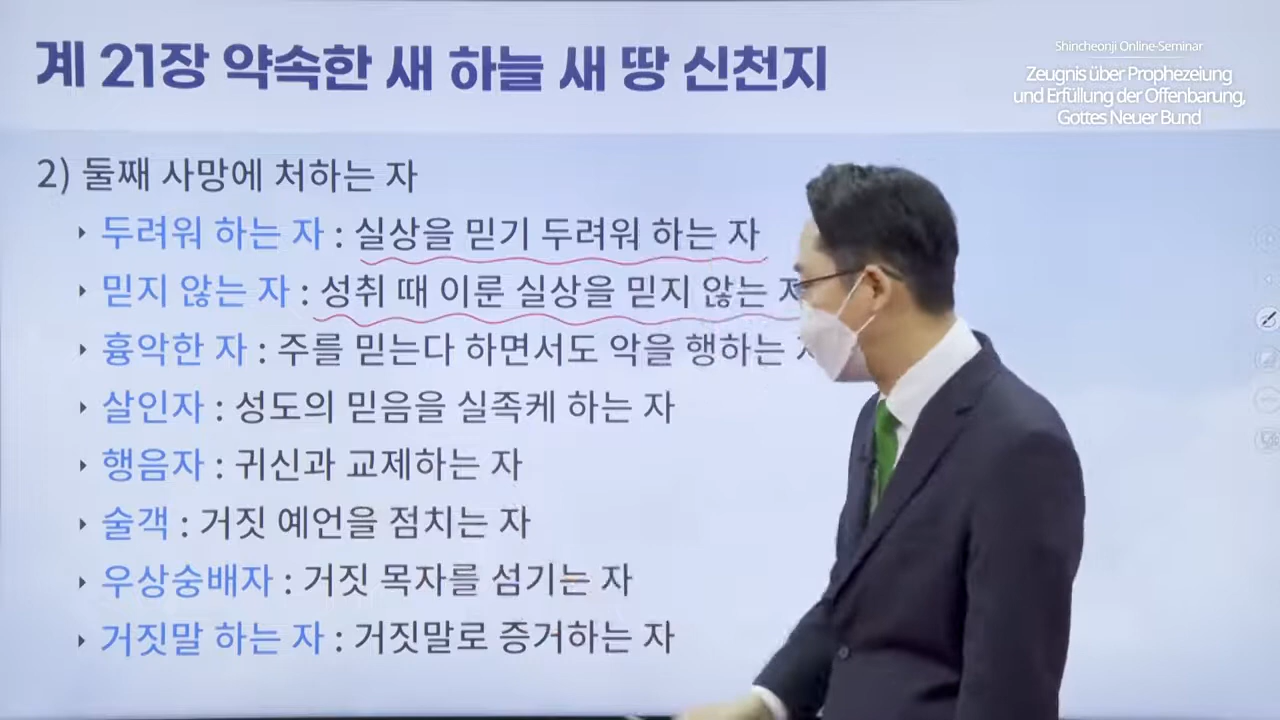 계 21장 약속한 새 하늘 새 땅 신천지
Shincheonji Online-Seminar
Zeugnis über Prophezeiung
und Erfüllung der Offenbarung,
Gottes Neuer Bund
2) 둘째 사망에 처하는 자
‣ 두려워 하는 자 : 실상을 믿기 두려워 하는 자
‣ 믿지 않는 자 : 성취 때 이룬 실상을 믿지 않는
‣ 흉악한 자 : 주를 믿는다 하면서도 악을 행하는
‣ 살인자 : 성도의 믿음을 실족케 하는 자
‣ 행음자 : 귀신과 교제하는 자
‣ 술객 : 거짓 예언을 점치는 자
‣ 우상숭배자 : 거짓 목자를 섬기는 자
‣ 거짓말 하는 자 : 거짓말로 증거하는 자